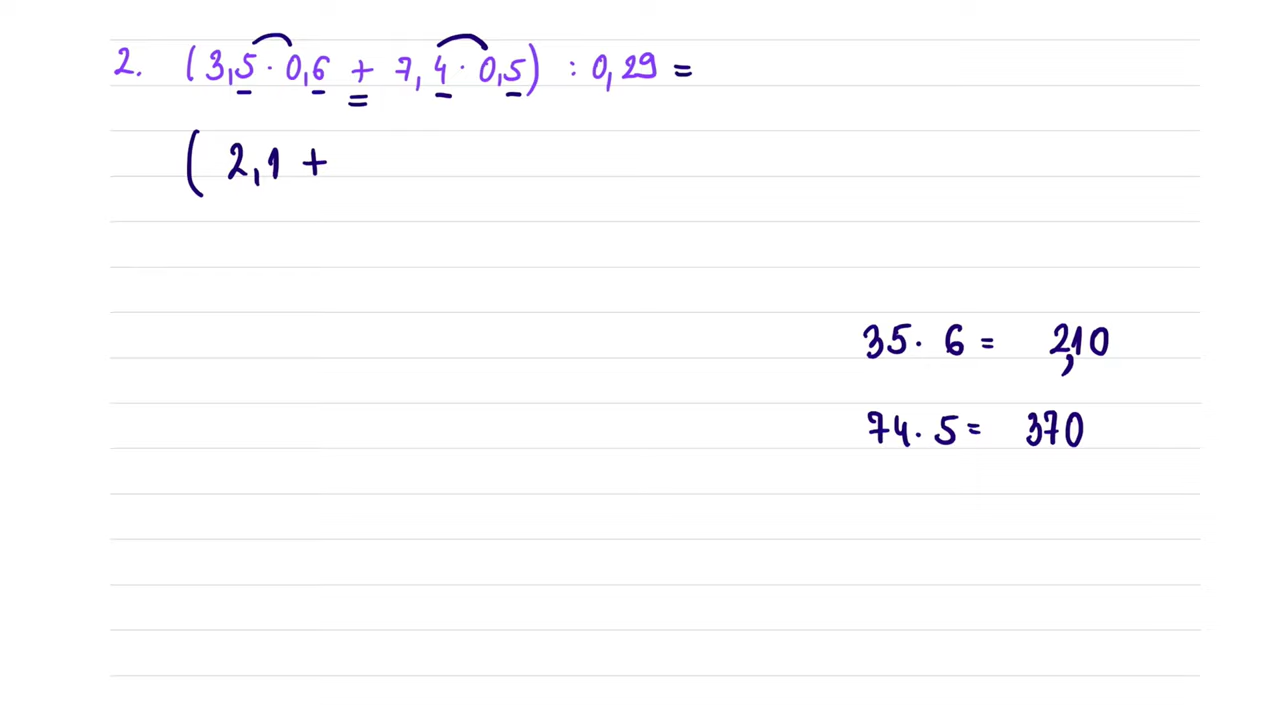 2. (3,5 · 0,6 + 7,4 · 0,5) : 0,29 =
( 2,1 +
35 · 6 = 2,10
74 · 5 = 370